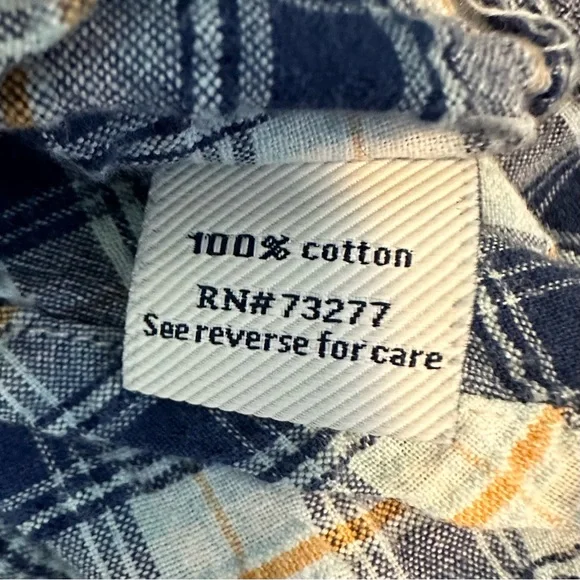 100% cotton
RN# 73277
See reverse for care